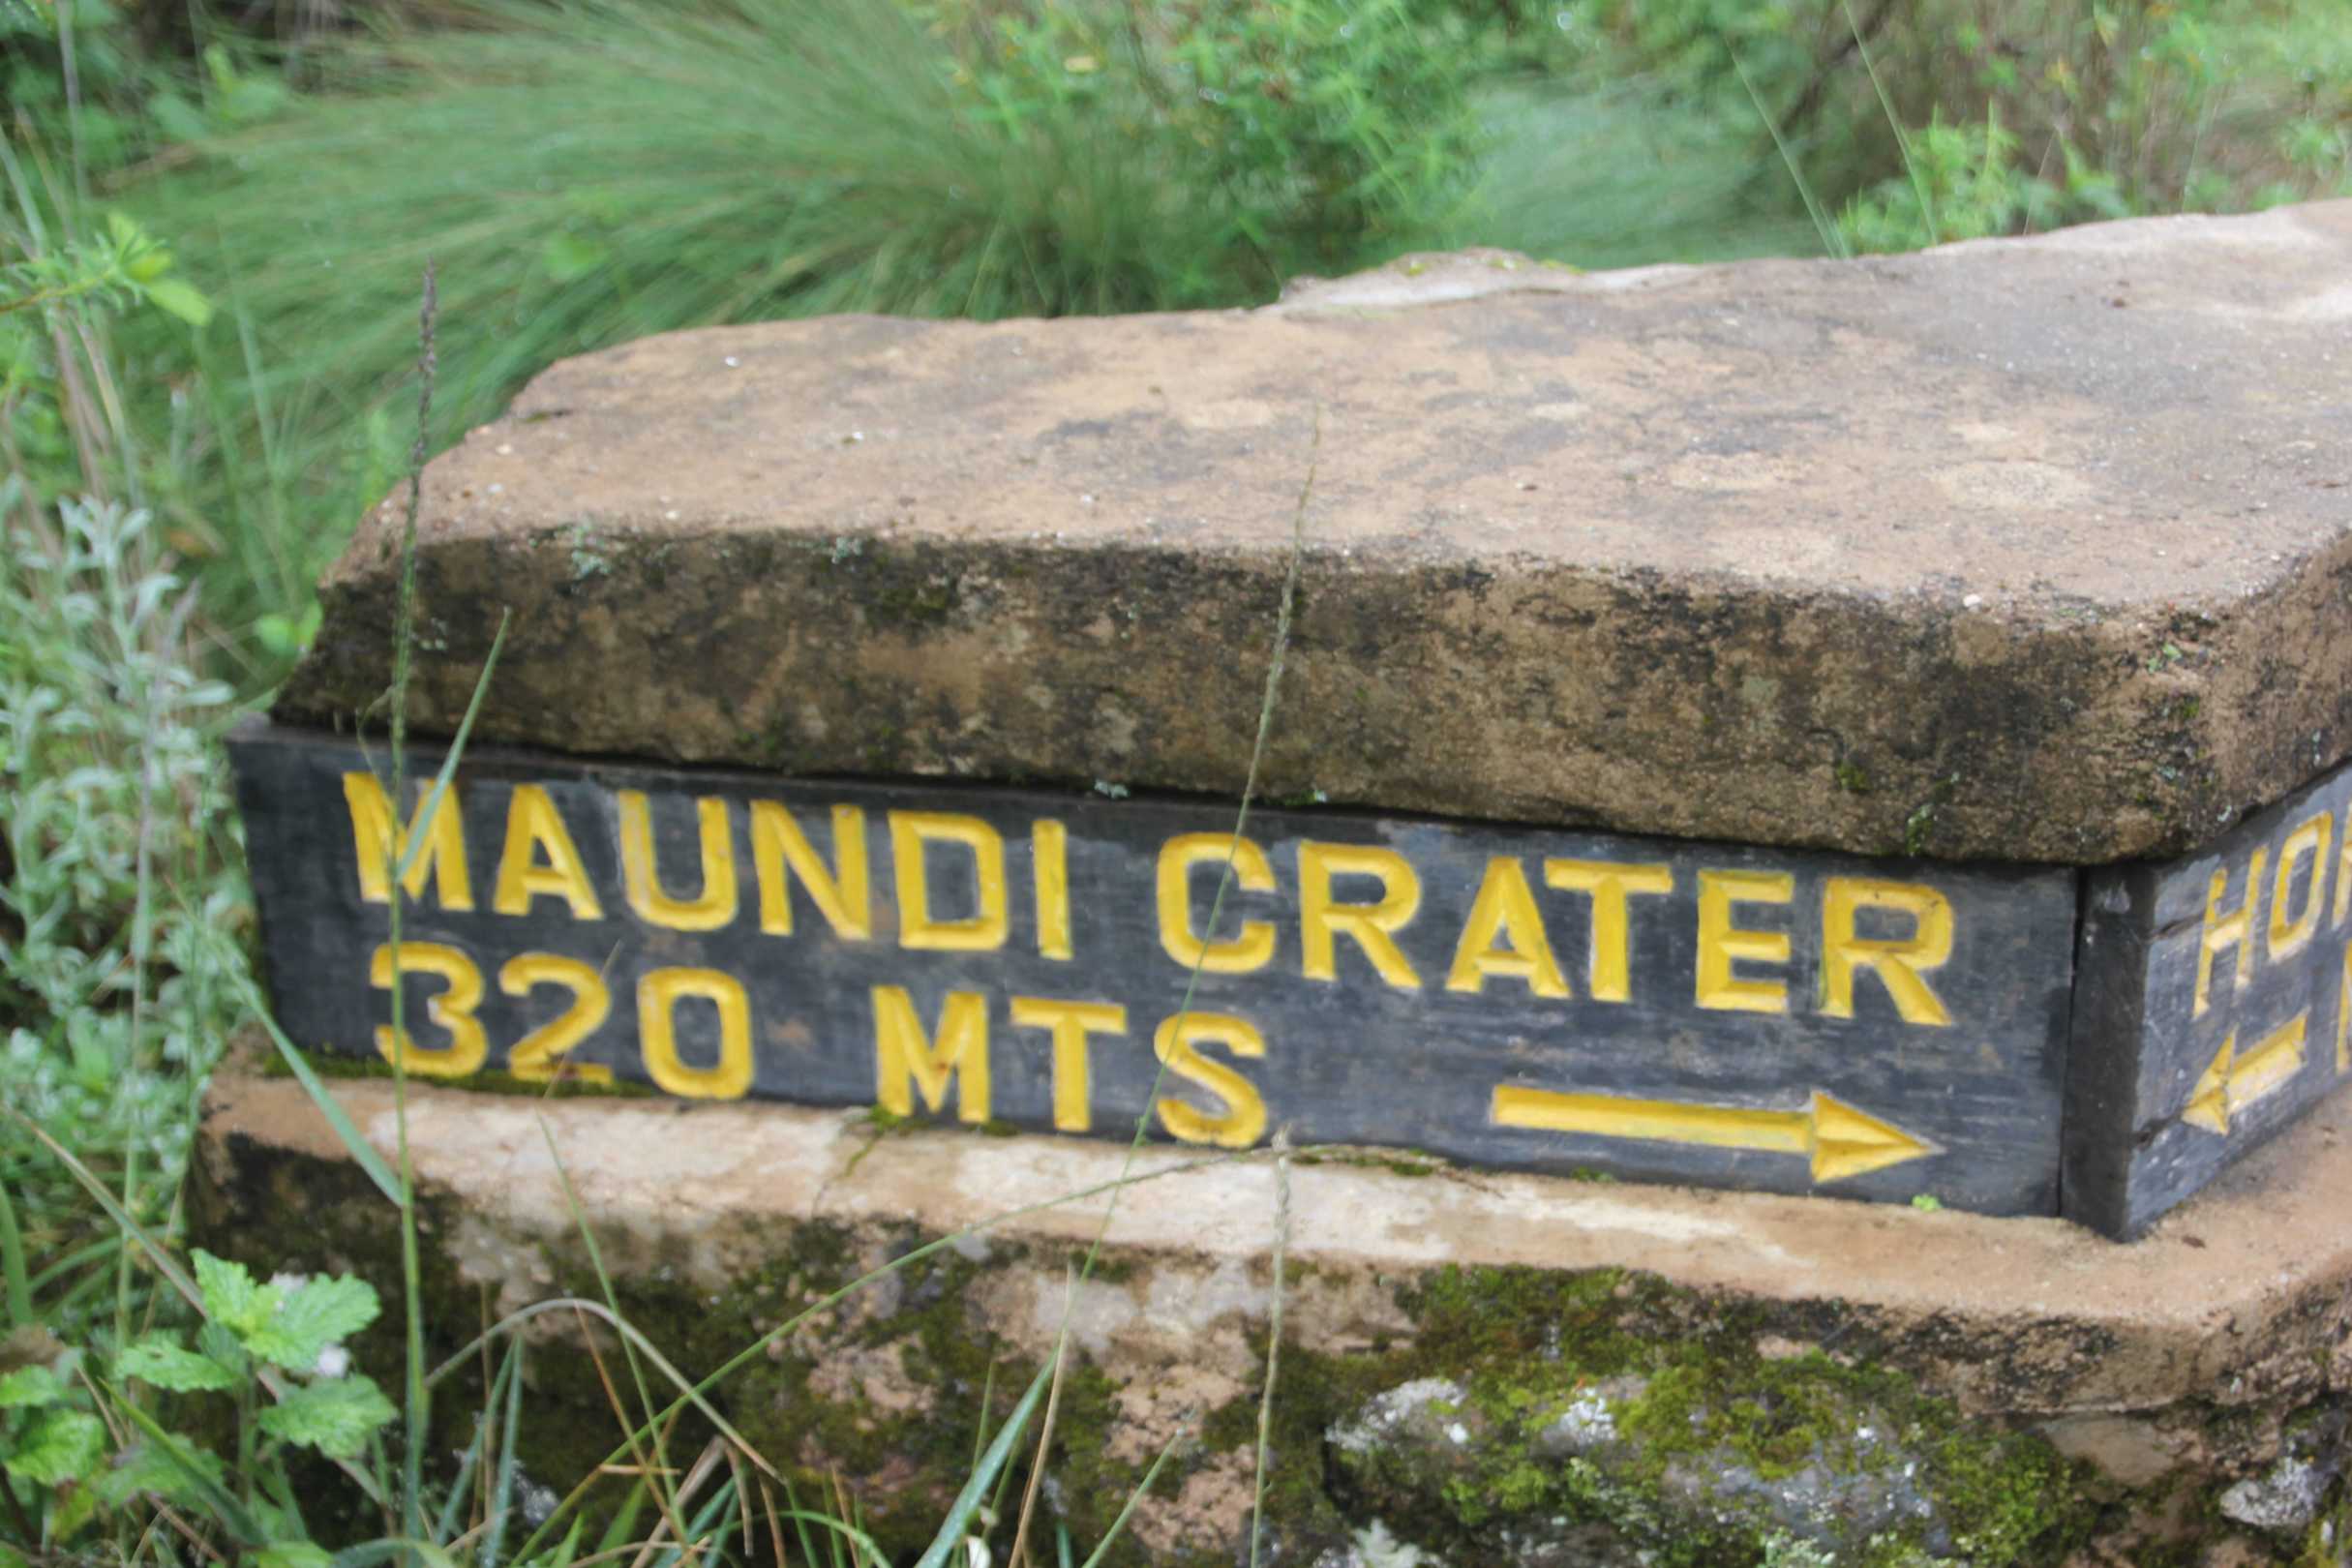 MAUNDI CRATER
320 MTS